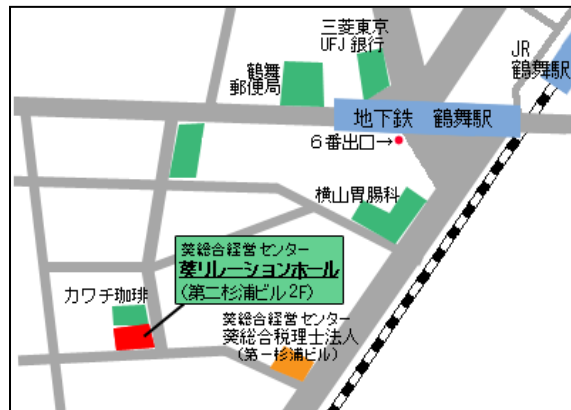 三菱東京
UFJ 銀行
JR
鶴舞駅
鶴舞
郵便局
地下鉄 鶴舞駅
6番出口→
横山胃腸科
葵総合経営センター
葵リレーションホール
(第二杉浦ビル2F)
カワチ珈琲
葵総合経営センター
葵総合税理士法人
(第一杉浦ビル)